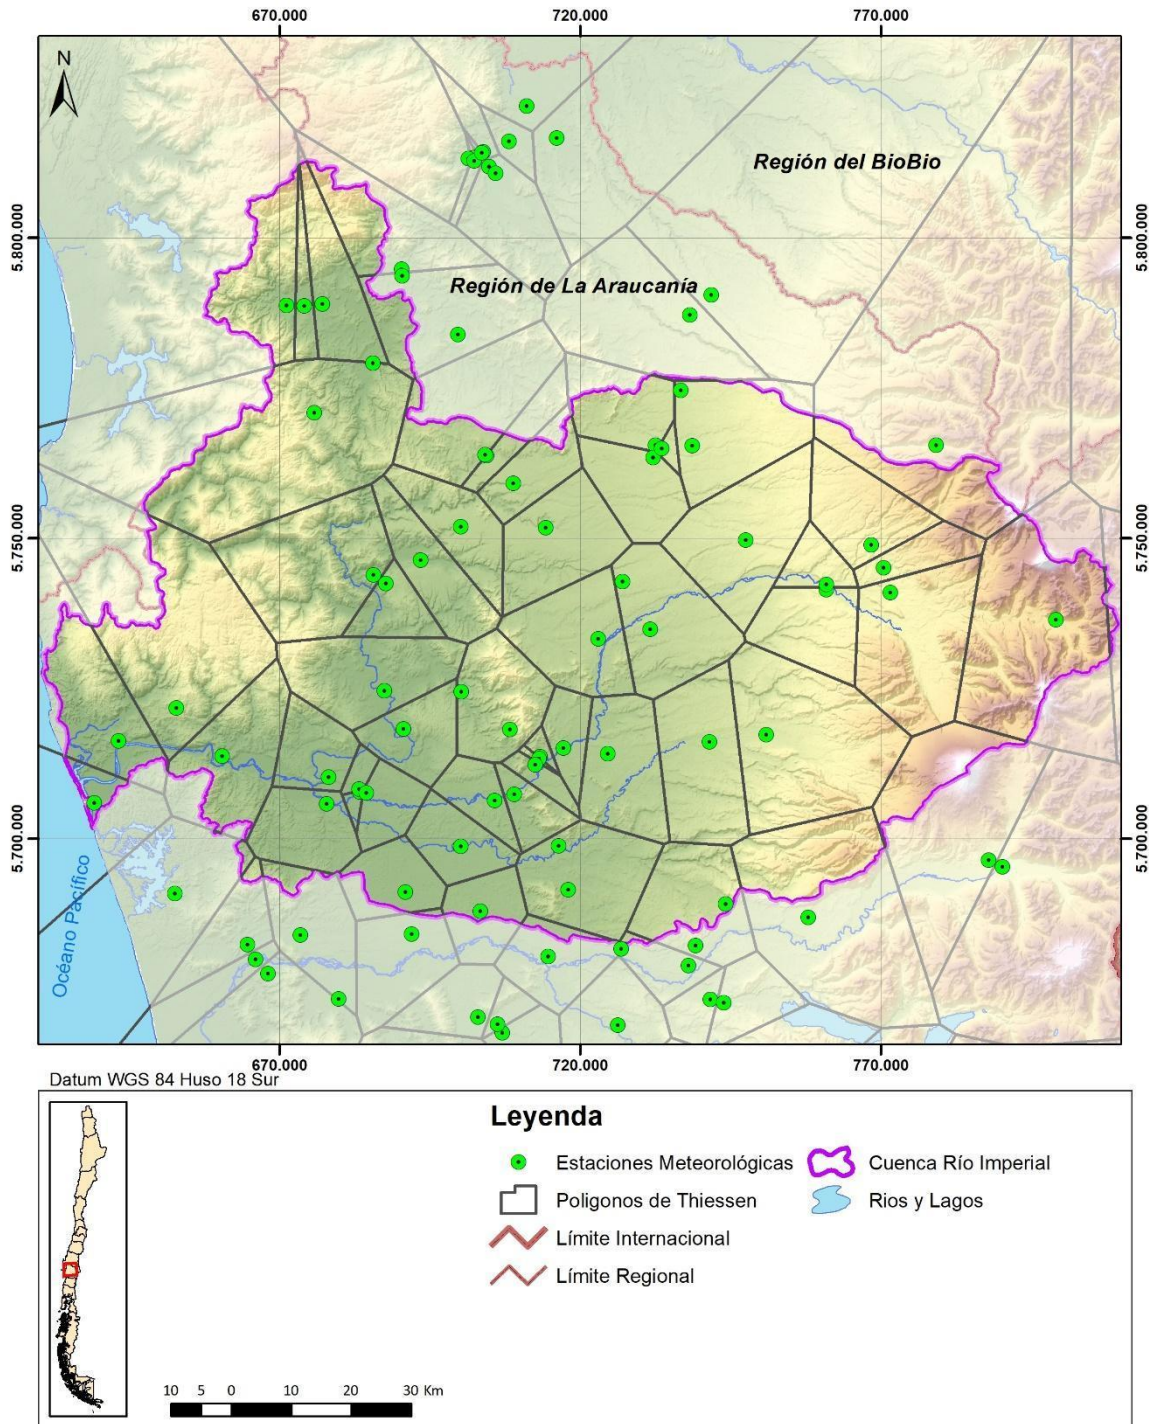 670.000 720.000 770.000
N
Región del BioBio
5.800.000 5.800.000
Región de La Araucanía
5.750.000 5.750.000
5.700.000 5.700.000
Océano Pacífico
670.000 720.000 770.000
Datum WGS 84 Huso 18 Sur
Leyenda
Estaciones Meteorológicas Cuenca Río Imperial
Poligonos de Thiessen Rios y Lagos
Límite Internacional
Límite Regional
10 5 0 10 20 30 Km